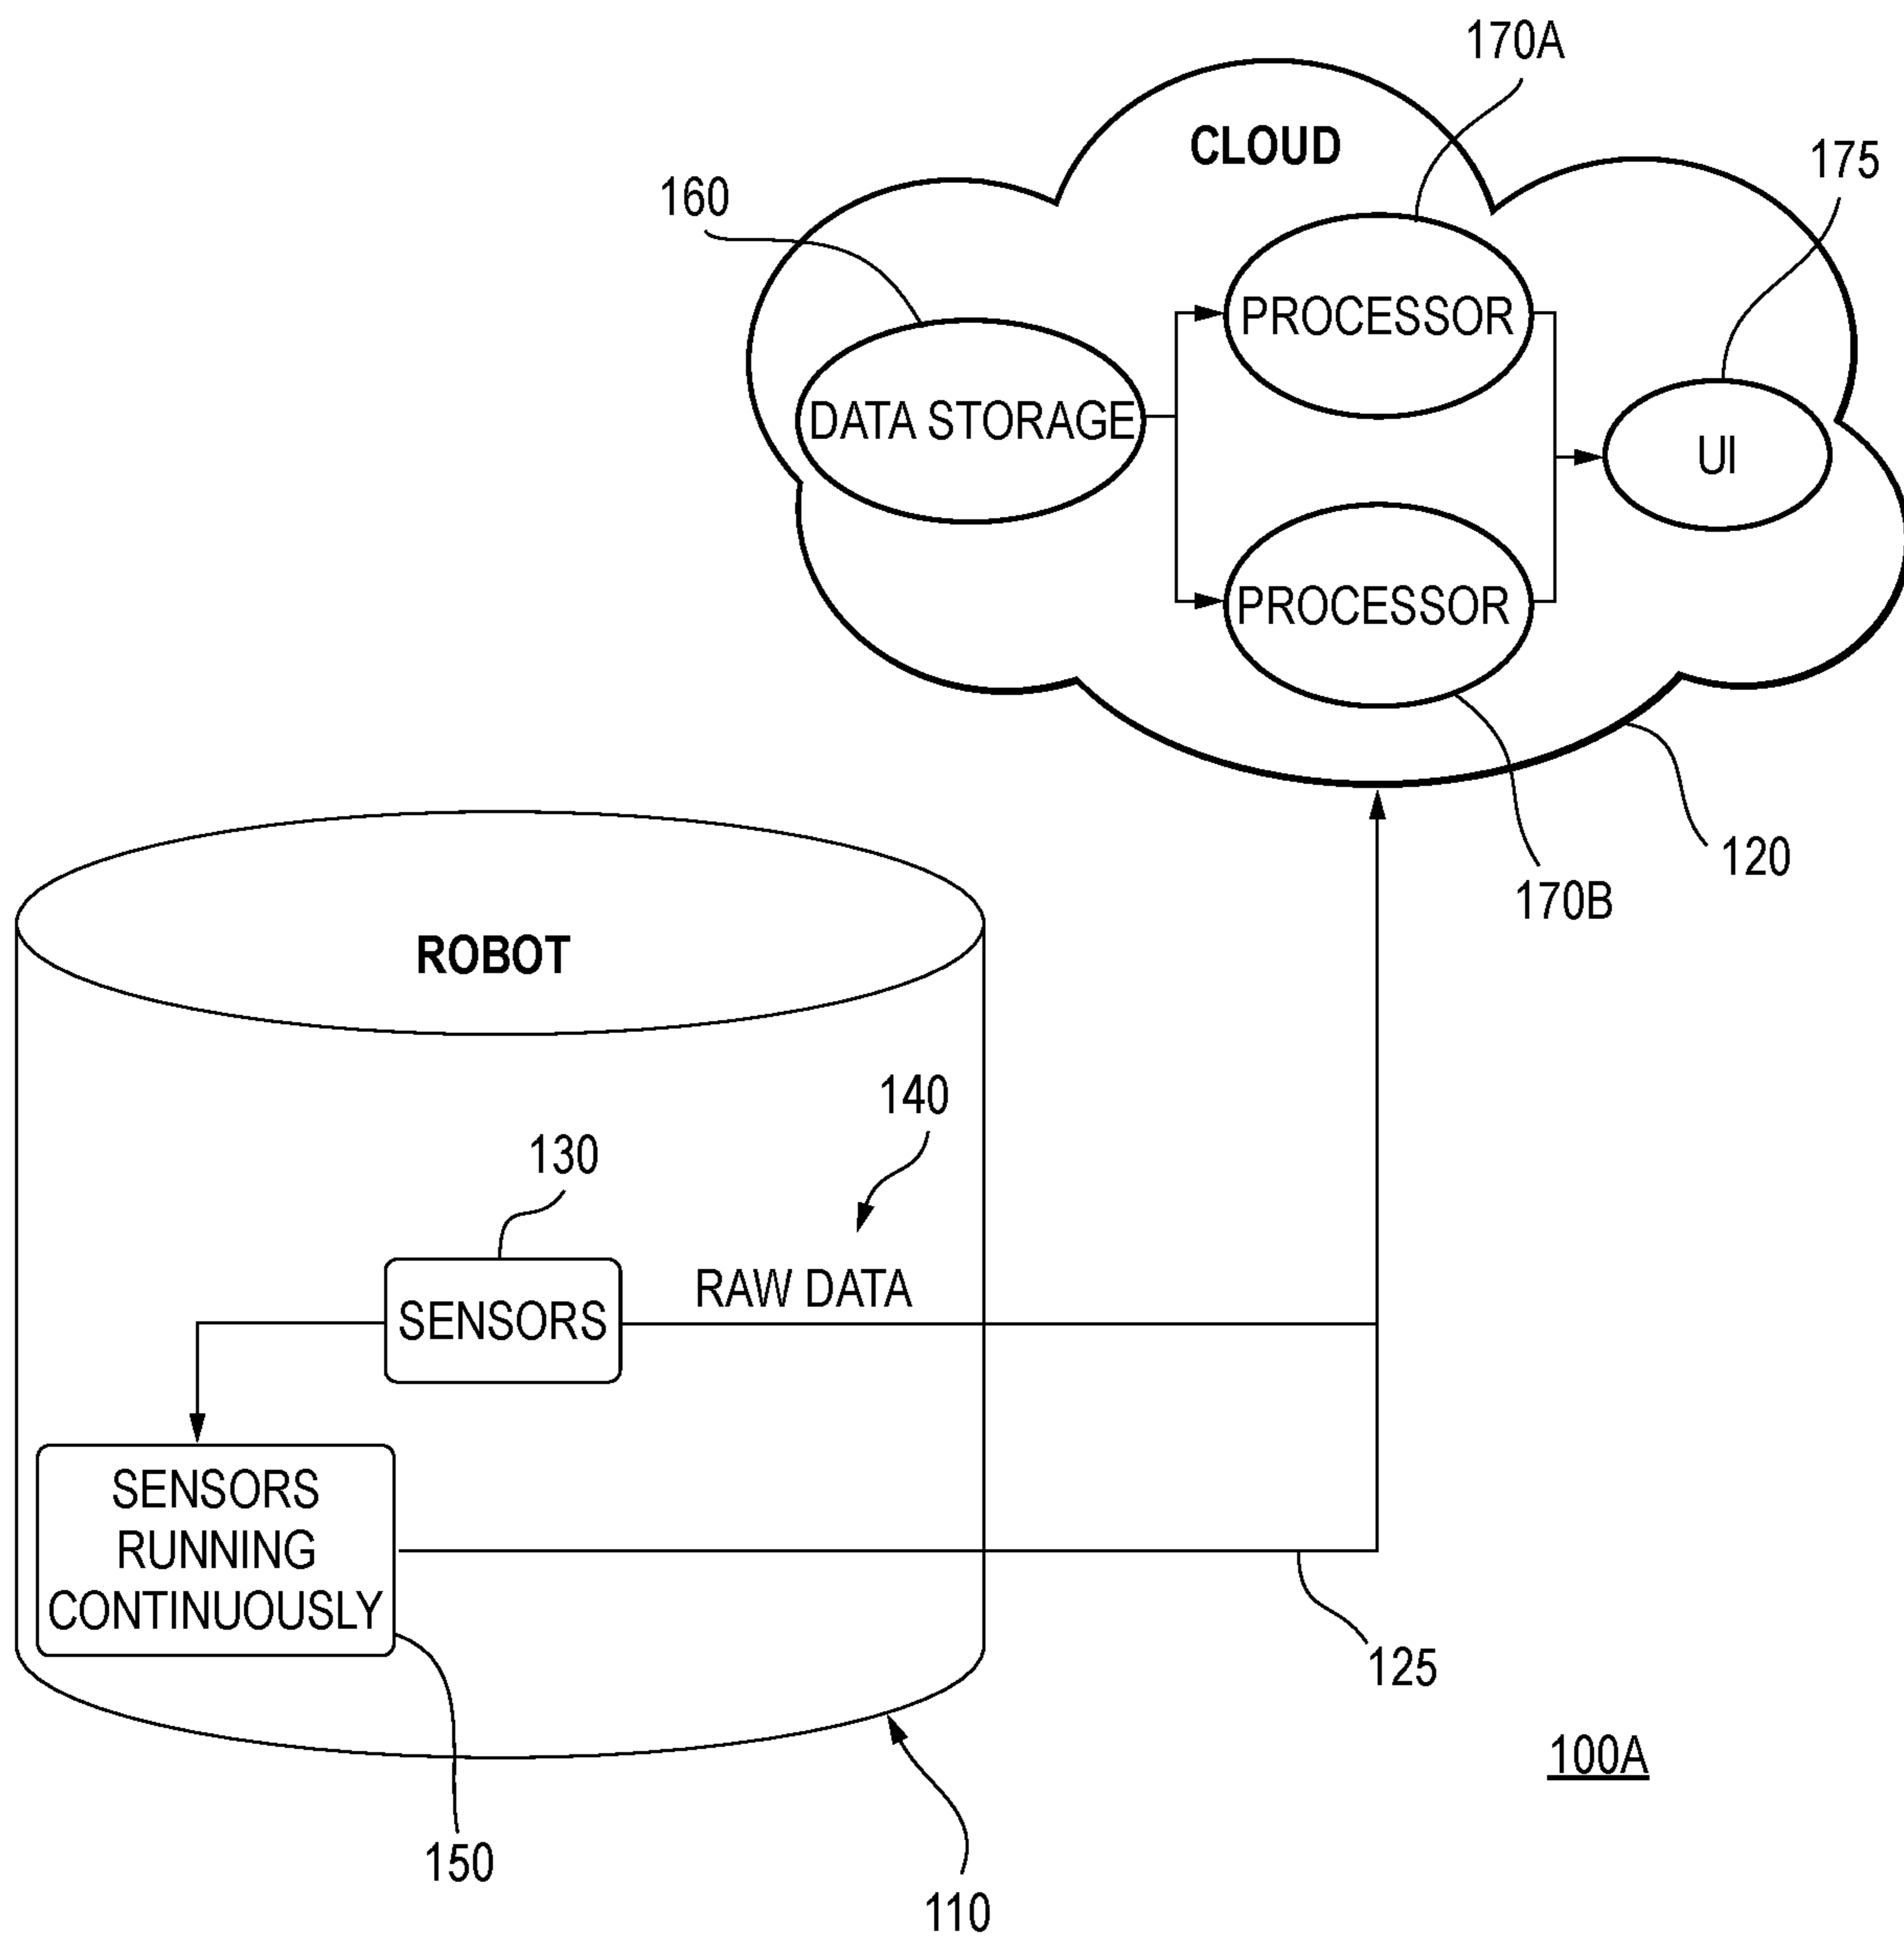 170A
CLOUD
175
160
PROCESSOR
DATA STORAGE
UI
PROCESSOR
120
170B
ROBOT
140
130
RAW DATA
SENSORS
SENSORS
RUNNING
CONTINUOUSLY
125
100A
150
110